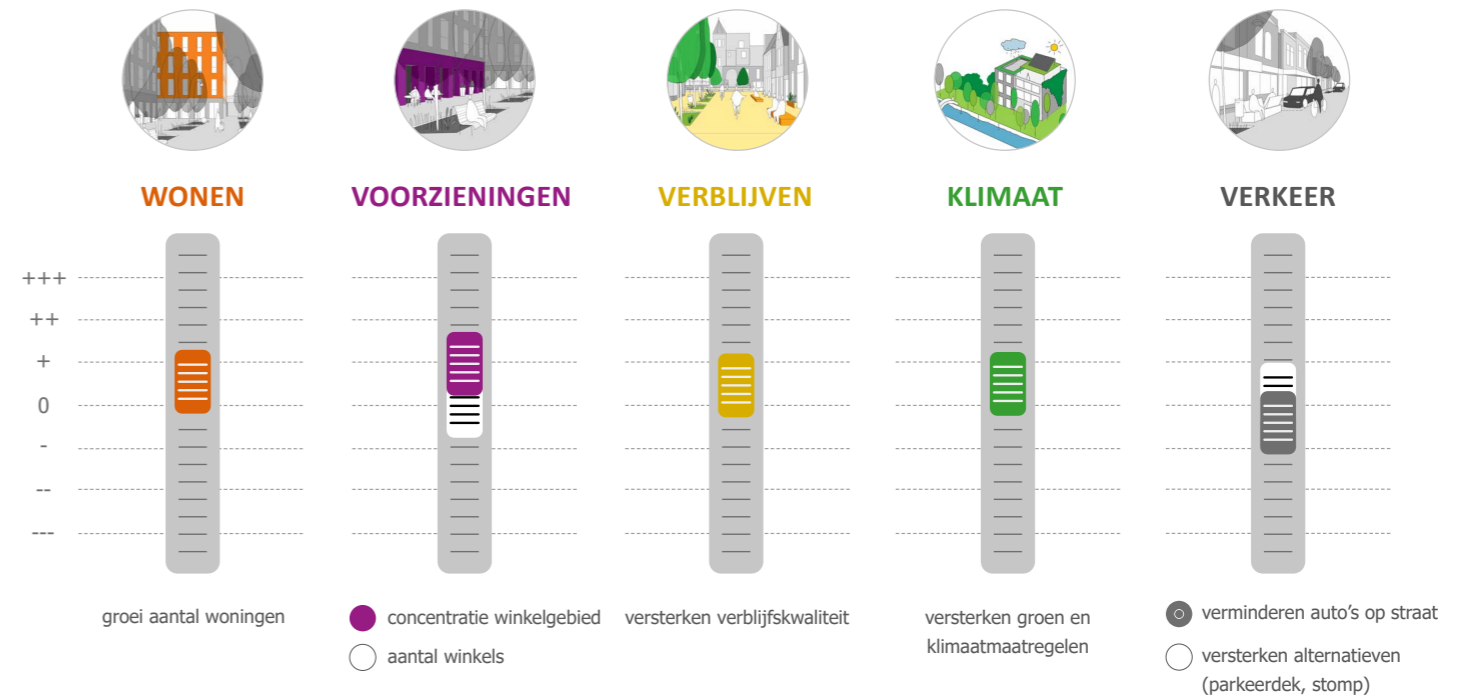 WONEN
VOORZIENINGEN
VERBLIJVEN
KLIMAAT
VERKEER
+++
++
+
0
-
--
---
groei aantal woningen
concentratie winkelgebied
aantal winkels
versterken verblijfskwaliteit
versterken groen en
klimaatmaatregelen
verminderen auto's op straat
versterken alternatieven
(parkeerdek, stomp)